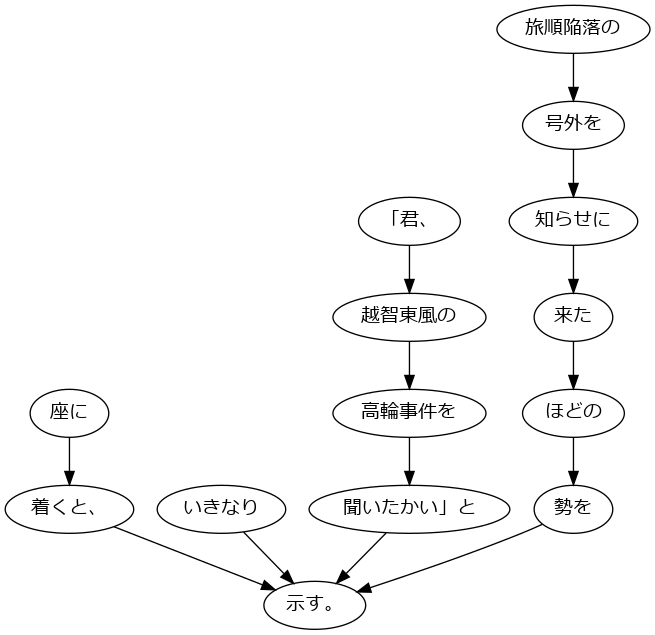 旅順陥落の
号外を
「君、
知らせに
越智東風の
来た
座に
高輪事件を
ほどの
着くと、
いきなり
聞いたかい」と
勢を
示す。